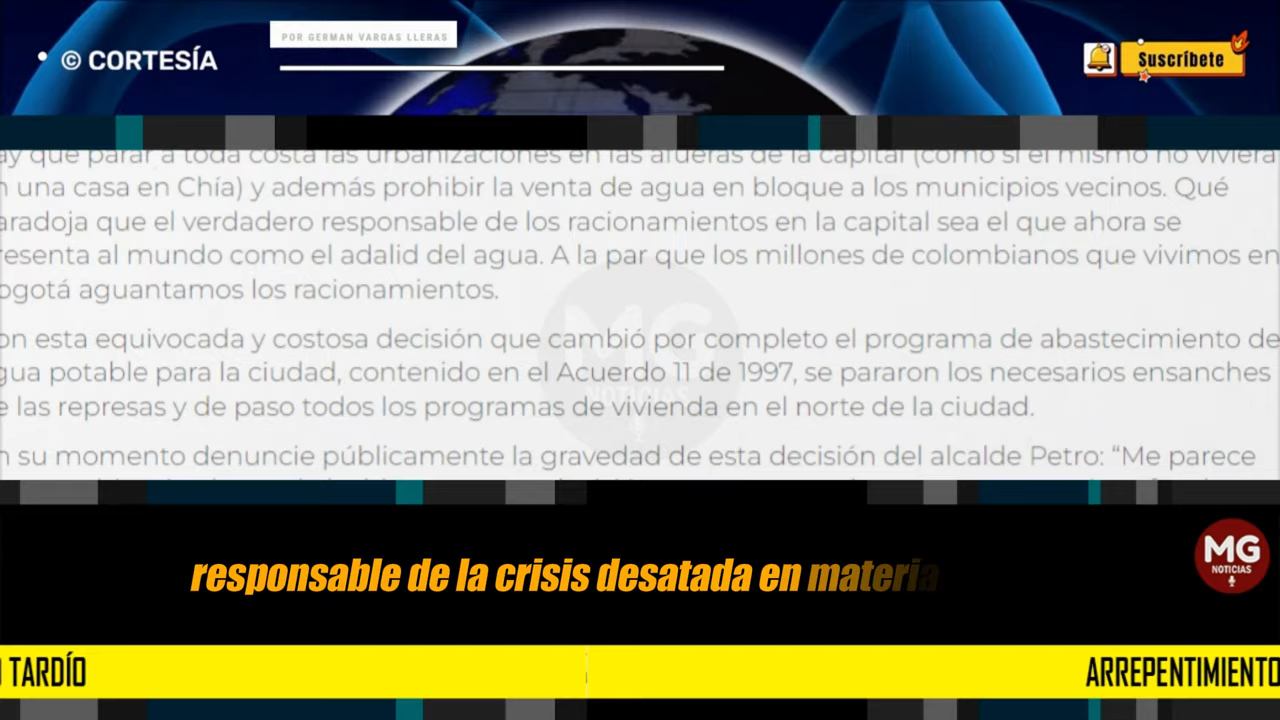 POR GERMAN VARGAS LLERAS
© CORTESÍA
Suscríbete
ay que parar a toda costa las urbanizaciones en las afueras de la capital (como si el mismo no viviera
n una casa en Chía) y además prohibir la venta de agua en bloque a los municipios vecinos. Qué
aradoja que el verdadero responsable de los racionamientos en la capital sea el que ahora se
resenta al mundo como el adalid del agua. A la par que los millones de colombianos que vivimos en
ogotá aguantamos los racionamientos.
on esta equivocada y costosa decisión que cambió por completo el programa de abastecimiento de
gua potable para la ciudad, contenido en el Acuerdo 11 de 1997, se pararon los necesarios ensanches
e las represas y de paso todos los programas de vivienda en el norte de la ciudad.
n su momento denuncie públicamente la gravedad de esta decisión del alcalde Petro: “Me parece
MG
NOTICIAS
responsable de la crisis desatada en materia
MG
NOTICIAS
O TARDÍO
ARREPENTIMIENTO